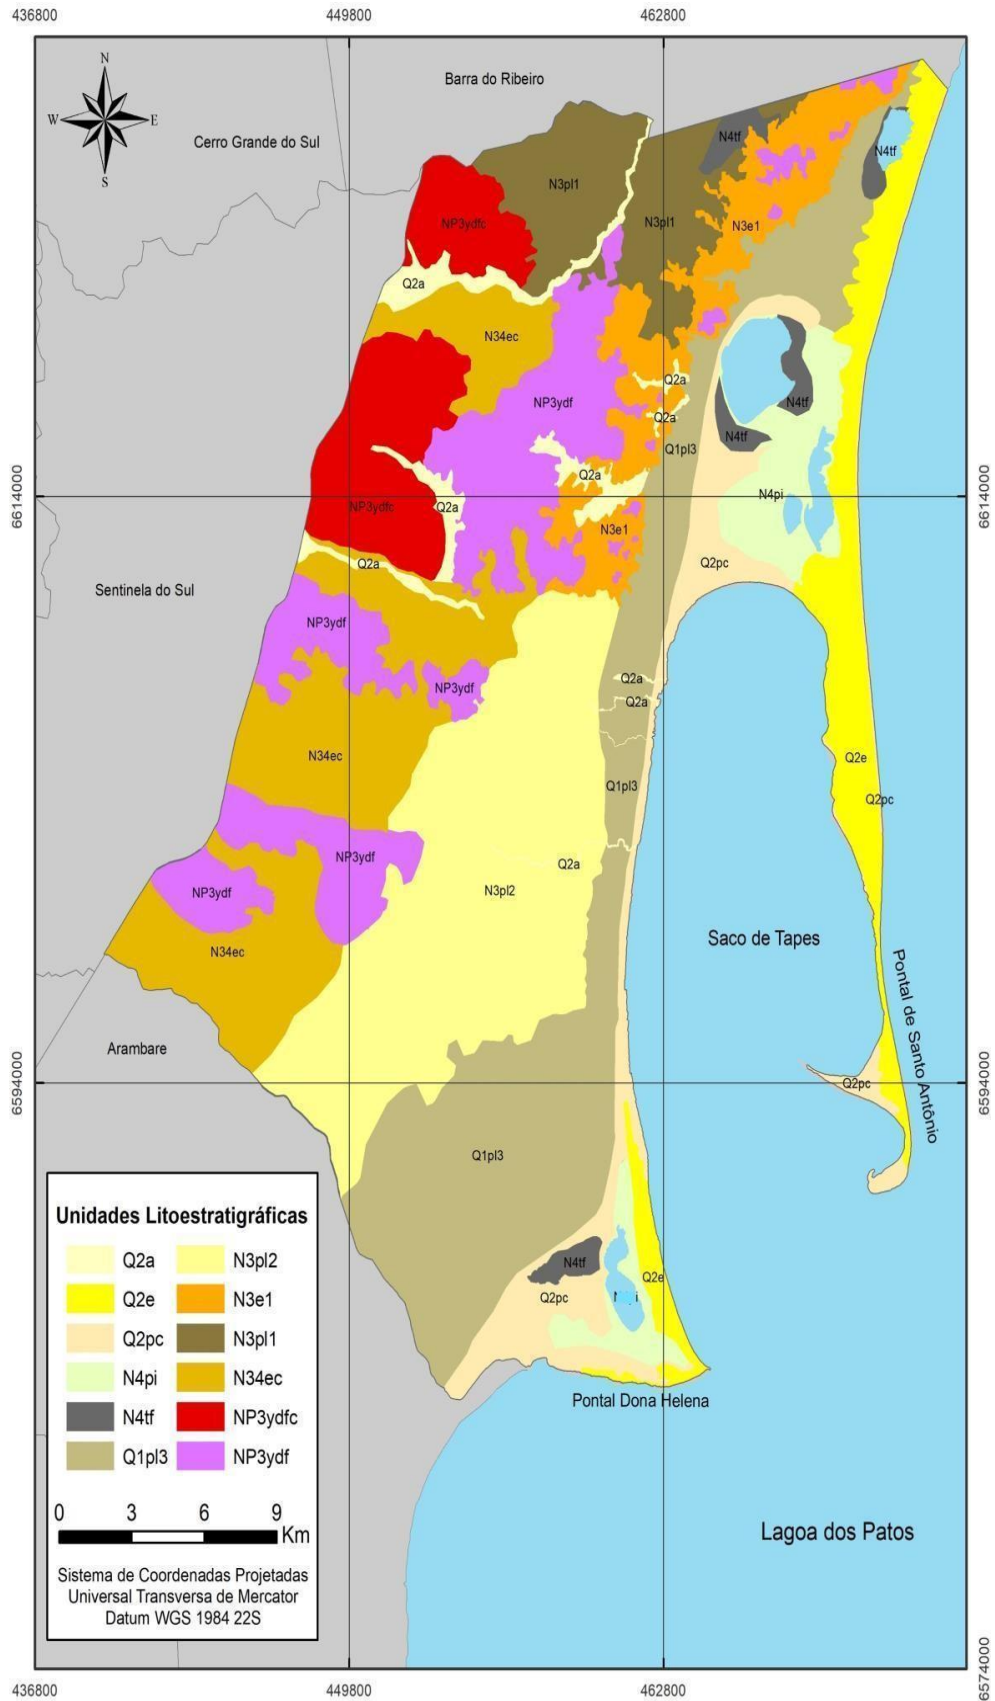 436800
449800
462800
N
W
E
S
Barra do Ribeiro
Cerro Grande do Sul
N4tf
N4tf
N3pl1
NP3ydfc
N3pl1
N3e1
Q2a
N34ec
Q2a
NP3ydf
N4tf
Q2a
N4tf
Q1pl3
Q2a
N4pi
6614000
6614000
NP3ydfc
Q2a
N3e1
Q2a
Q2pc
Sentinela do Sul
NP3ydf
Q2a
NP3ydf
Q2a
N34ec
Q2e
Q1pl3
Q2pc
NP3ydf
Q2a
NP3ydf
N3pl2
Saco de Tapes
N34ec
Pontal de Santo Antônio
Arambare
6594000
6594000
Q2pc
Q1pl3
N4tf
Q2e
Q2pc
Pontal Dona Helena
Lagoa dos Patos
Unidades Litoestratigráficas
Q2a
N3pl2
Q2e
N3e1
Q2pc
N3pl1
N4pi
N34ec
N4tf
NP3ydfc
Q1pl3
NP3ydf
0 3 6 9
Km
Sistema de Coordenadas Projetadas
Universal Transversa de Mercator
Datum WGS 1984 22S
6574000
436800
449800
462800